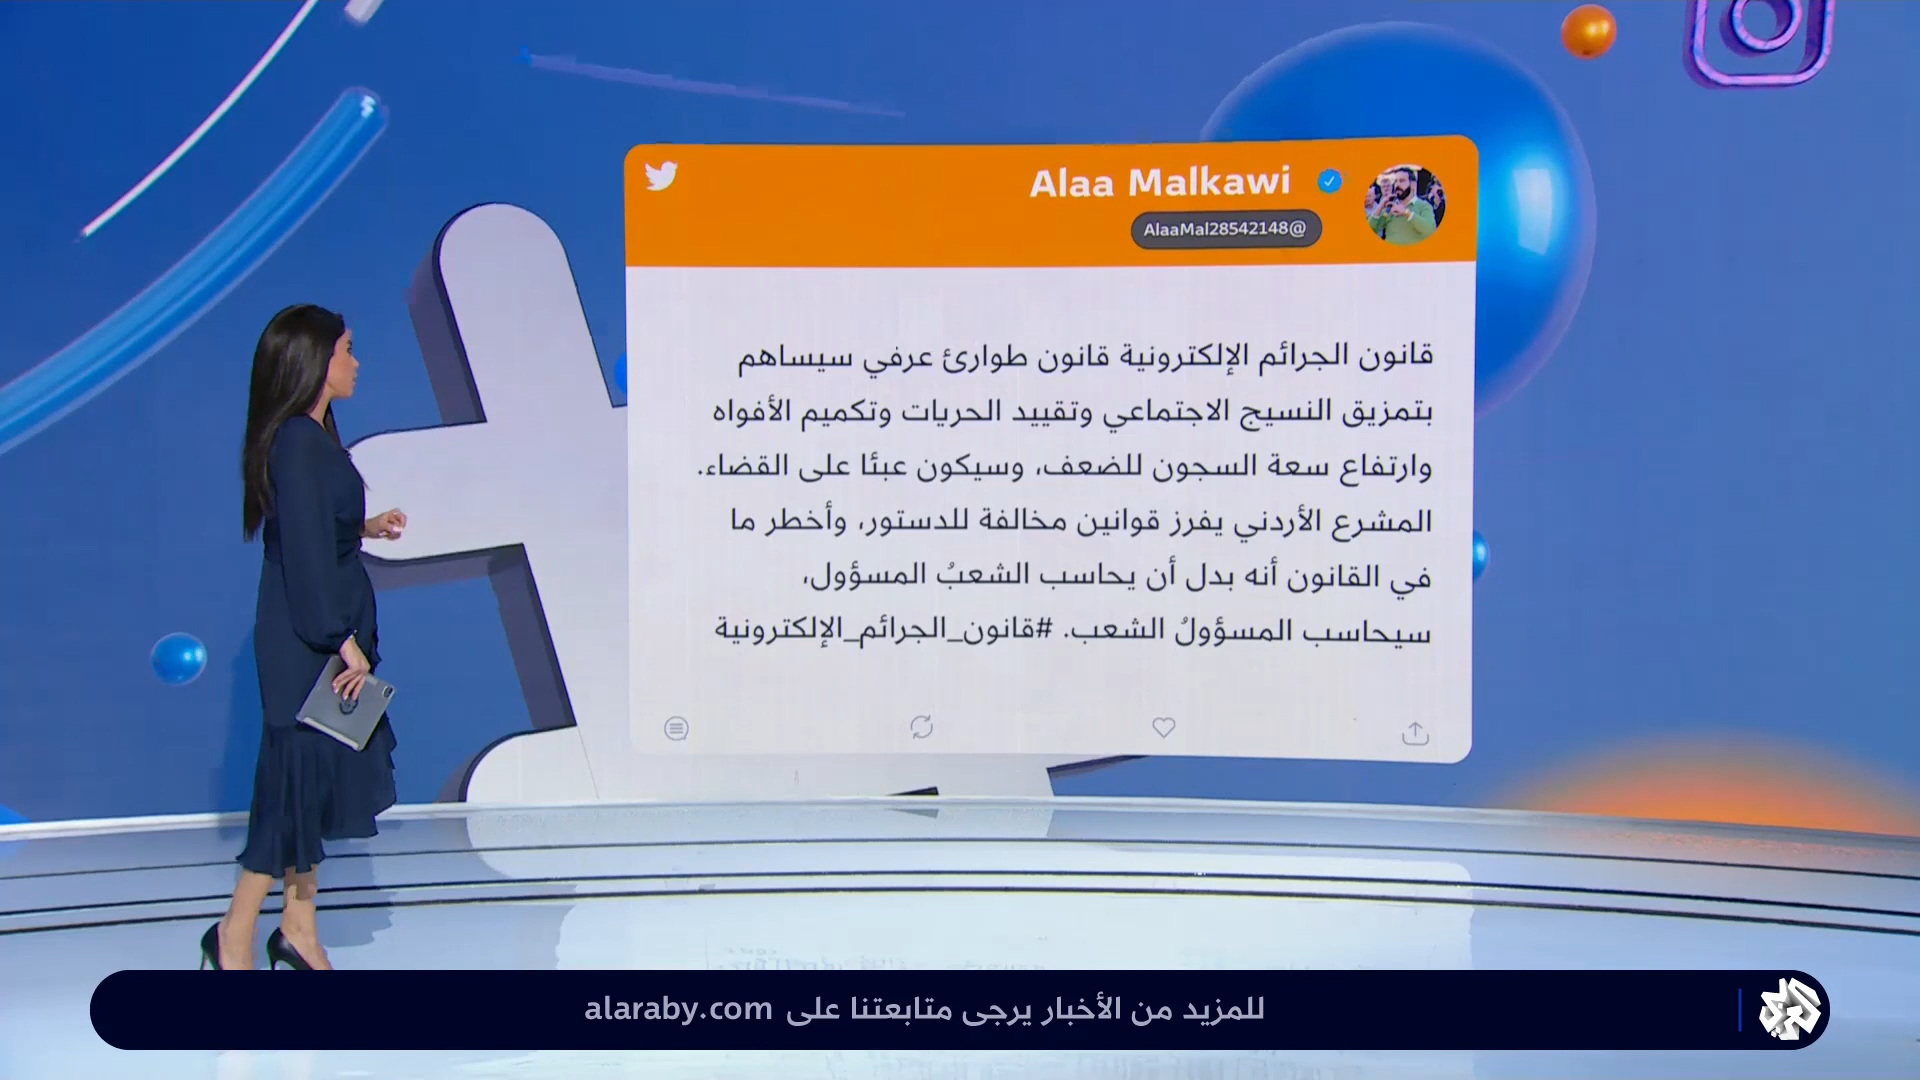 Alaa Malkawi
AlaaMal28542148@
قانون الجرائم الإلكترونية قانون طوارئ عرفي سيساهم
بتمزيق النسيج الاجتماعي وتقييد الحريات وتكميم الأفواه
وارتفاع سعة السجون للضعف، وسيكون عبئا على القضاء.
المشرع الأردني يفرز قوانين مخالفة للدستور، وأخطر ما
في القانون أنه بدل أن يحاسب الشعبُ المسؤول،
سيحاسب المسؤولُ الشعب. #قانون_الجرائم_الإلكترونية
للمزيد من الأخبار يرجى متابعتنا على alaraby.com